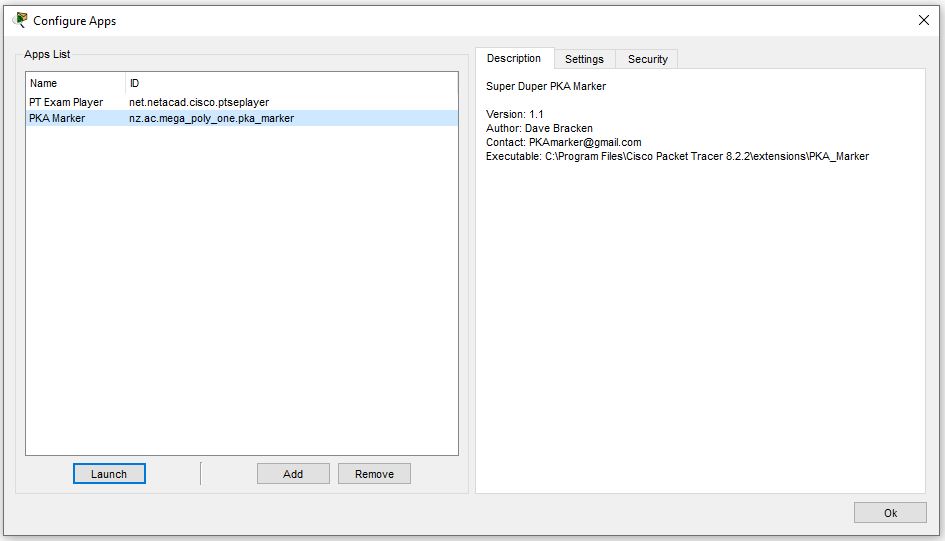 Configure Apps
Apps List
Name ID
PT Exam Player net.netacad.cisco.ptseplayer
PKA Marker nz.ac.mega_poly_one.pka_marker
Launch Add Remove
Description Settings Security
Super Duper PKA Marker
Version: 1.1
Author: Dave Bracken
Contact: PKAmarker@gmail.com
Executable: C:\Program Files\Cisco Packet Tracer 8.2.2\extensions\PKA_Marker
Ok